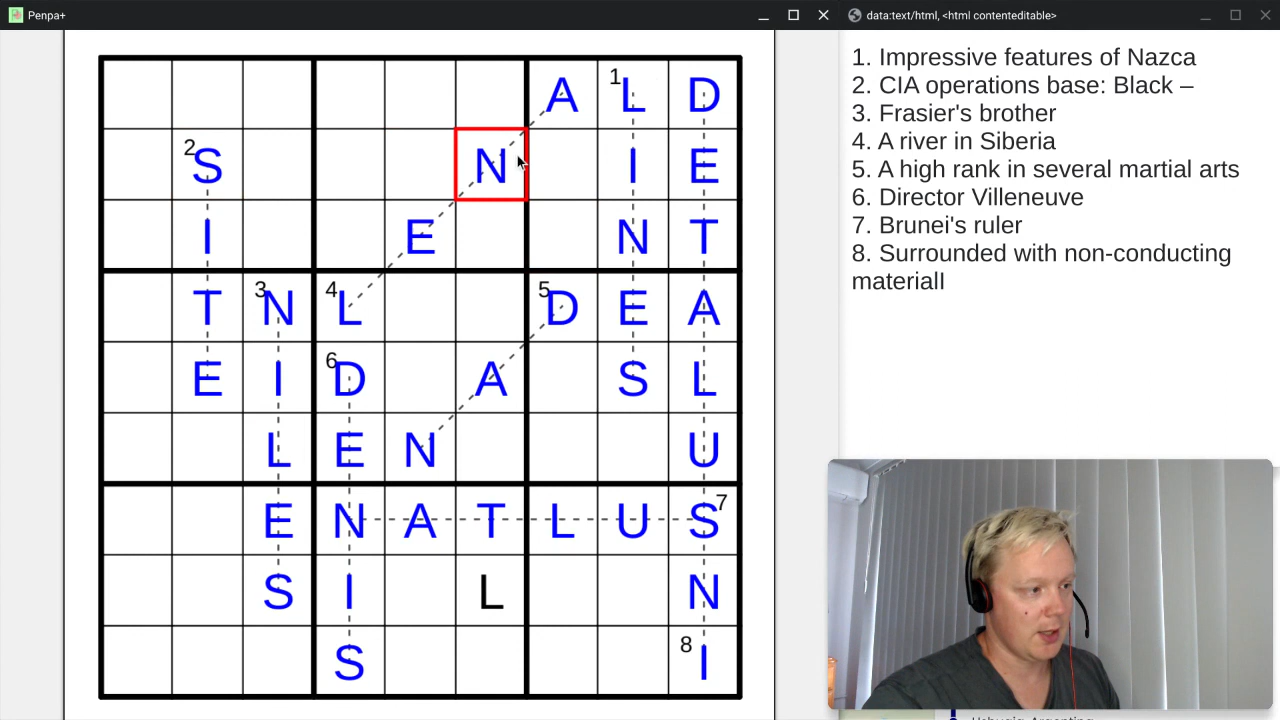 Penpa+
data:text/html, <html contenteditable>
1. Impressive features of Nazca
2. CIA operations base: Black –
3. Frasier's brother
4. A river in Siberia
5. A high rank in several martial arts
6. Director Villeneuve
7. Brunei's ruler
8. Surrounded with non-conducting
materiall
A 1 L D
2 S N I E
I E N T
T 3 N 4 L 5 D E A
E I 6 D A S L
L E N U
E N A T L U S 7
S I L N
S 8 I